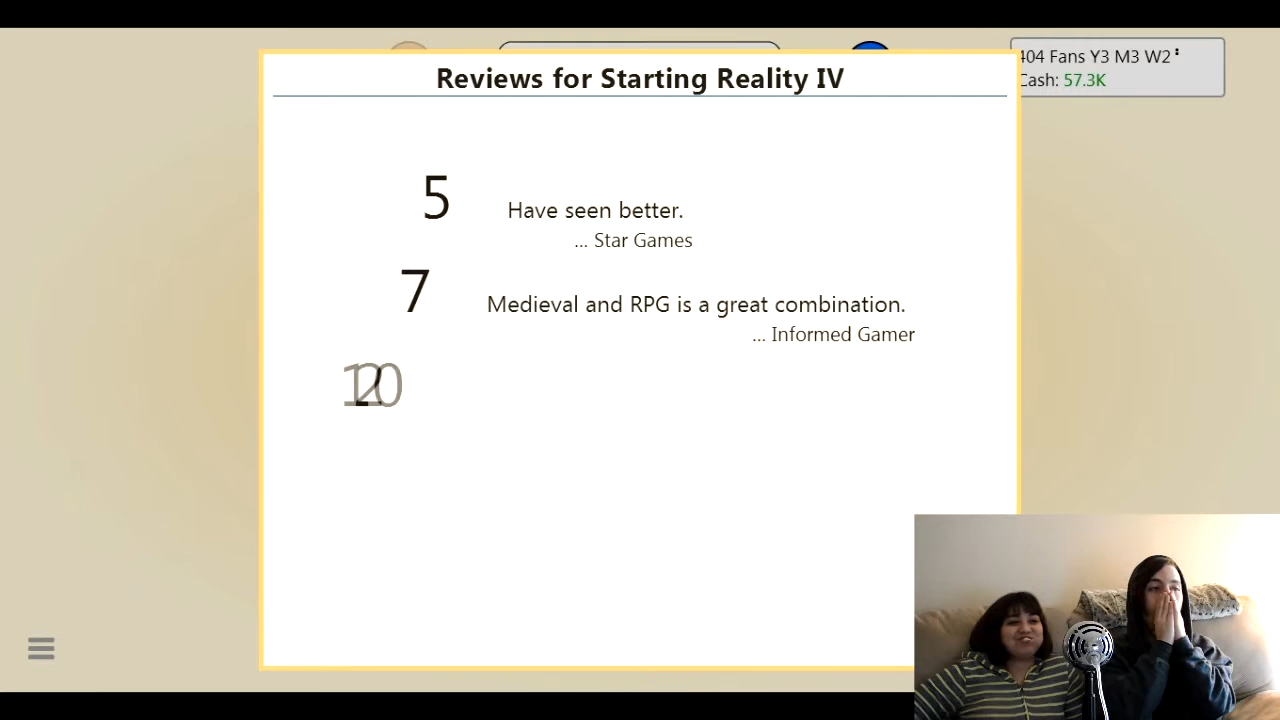 404 Fans Y3 M3 W2
Cash: 57.3K
Reviews for Starting Reality IV
5 Have seen better.
... Star Games
7 Medieval and RPG is a great combination.
... Informed Gamer